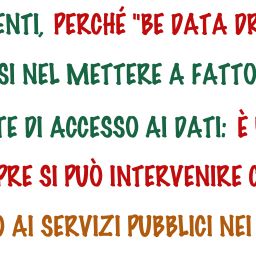 ENTI, PERCHÉ "BE DATA DR
SI NEL METTERE A FATTO
TE DI ACCESSO AI DATI: È
PRE SI PUÒ INTERVENIRE
O AI SERVIZI PUBBLICI NEI